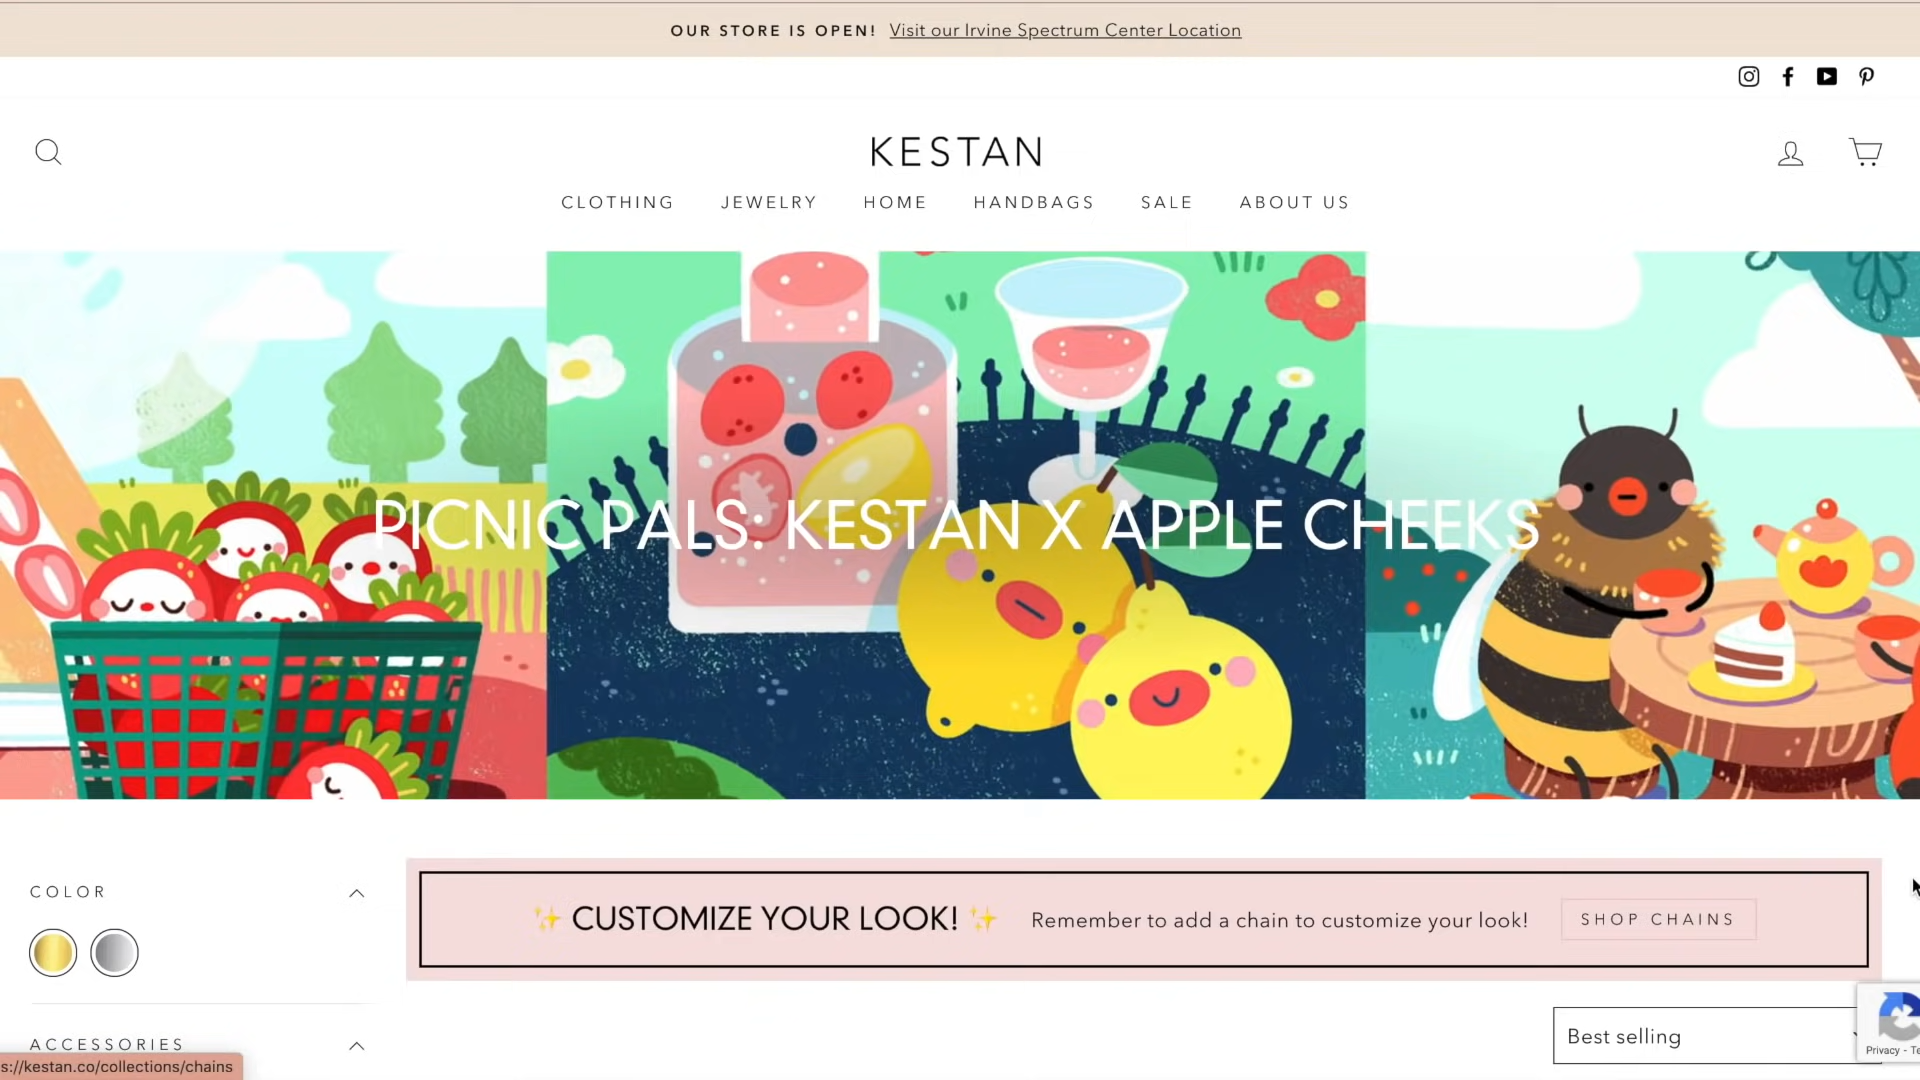 OUR STORE IS OPEN! Visit our Irvine Spectrum Center Location
KESTAN
CLOTHING JEWELRY HOME HANDBAGS SALE ABOUT US
PICNIC PALS: KESTAN X APPLE CHEEKS
COLOR
✨ CUSTOMIZE YOUR LOOK! ✨ Remember to add a chain to customize your look! SHOP CHAINS
ACCESSORIES
Best selling
Privacy - Te
s://kestan.co/collections/chains